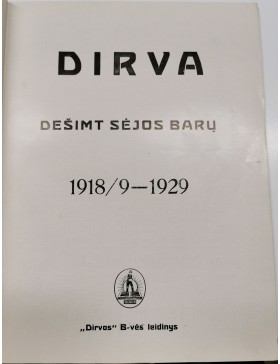 DIRVA
DEŠIMT SĖJOS BARŲ
1918/9—1929
„Dirvos" B-vės leidinys